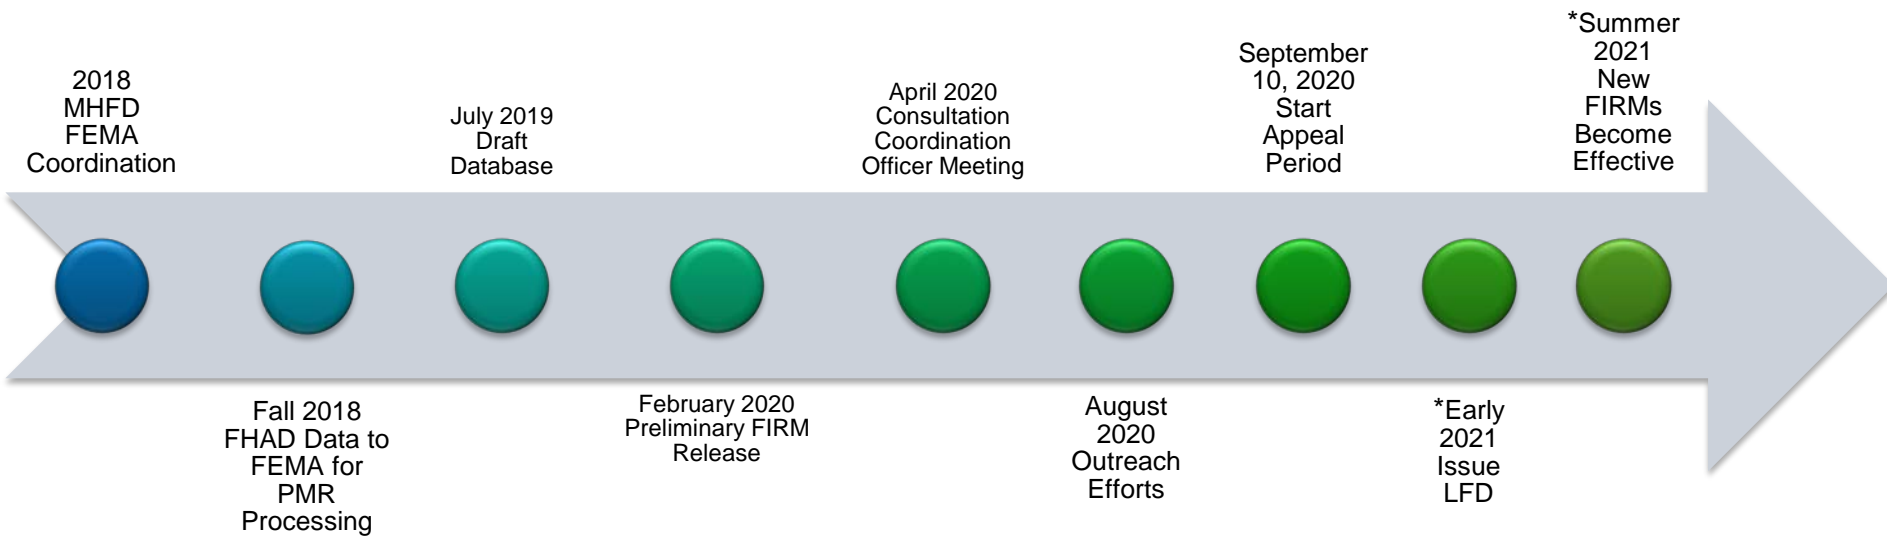 2018
MHFD
FEMA
Coordination
Fall 2018
FHAD Data to
FEMA for
PMR
Processing
July 2019
Draft
Database
February 2020
Preliminary FIRM
Release
April 2020
Consultation
Coordination
Officer Meeting
August
2020
Outreach
Efforts
September
10, 2020
Start
Appeal
Period
*Early
2021
Issue
LFD
*Summer
2021
New
FIRMs
Become
Effective